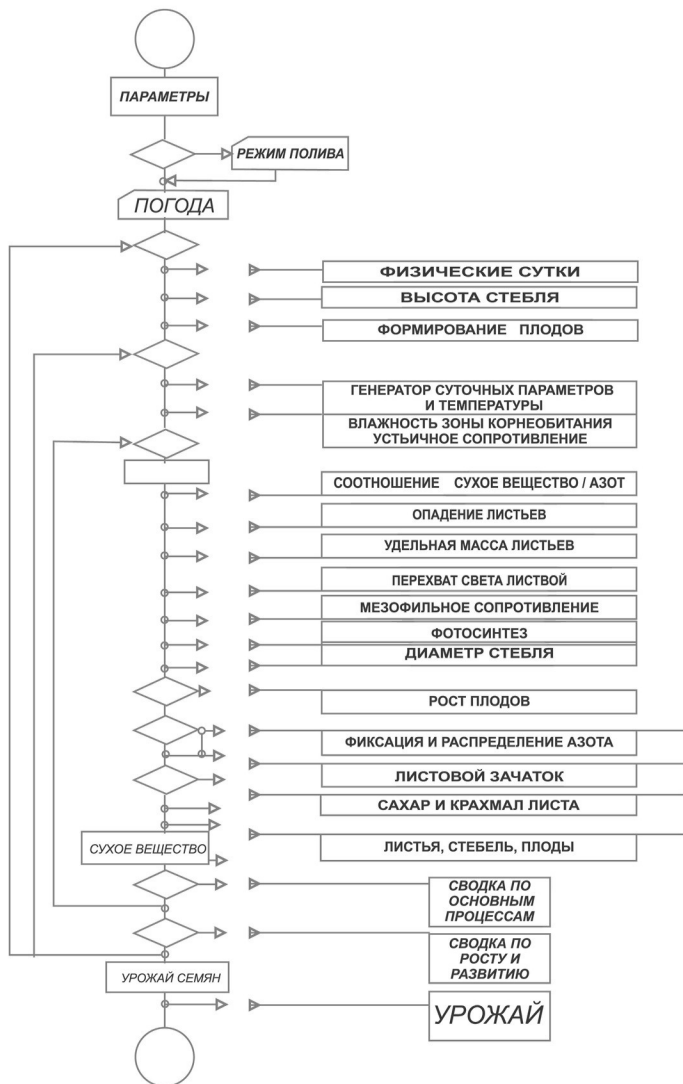 ПАРАМЕТРЫ
РЕЖИМ ПОЛИВА
ПОГОДА
ФИЗИЧЕСКИЕ СУТКИ
ВЫСОТА СТЕБЛЯ
ФОРМИРОВАНИЕ ПЛОДОВ
ГЕНЕРАТОР СУТОЧНЫХ ПАРАМЕТРОВ
И ТЕМПЕРАТУРЫ
ВЛАЖНОСТЬ ЗОНЫ КОРНЕОБИТАНИЯ
УСТЬИЧНОЕ СОПРОТИВЛЕНИЕ
СООТНОШЕНИЕ СУХОЕ ВЕЩЕСТВО / АЗОТ
ОПАДЕНИЕ ЛИСТЬЕВ
УДЕЛЬНАЯ МАССА ЛИСТЬЕВ
ПЕРЕХВАТ СВЕТА ЛИСТВОЙ
МЕЗОФИЛЬНОЕ СОПРОТИВЛЕНИЕ
ФОТОСИНТЕЗ
ДИАМЕТР СТЕБЛЯ
РОСТ ПЛОДОВ
ФИКСАЦИЯ И РАСПРЕДЕЛЕНИЕ АЗОТА
ЛИСТОВОЙ ЗАЧАТОК
САХАР И КРАХМАЛ ЛИСТА
СУХОЕ ВЕЩЕСТВО
ЛИСТЬЯ, СТЕБЕЛЬ, ПЛОДЫ
СВОДКА ПО
ОСНОВНЫМ
ПРОЦЕССАМ
СВОДКА ПО
РОСТУ И
РАЗВИТИЮ
УРОЖАЙ СЕМЯН
УРОЖАЙ